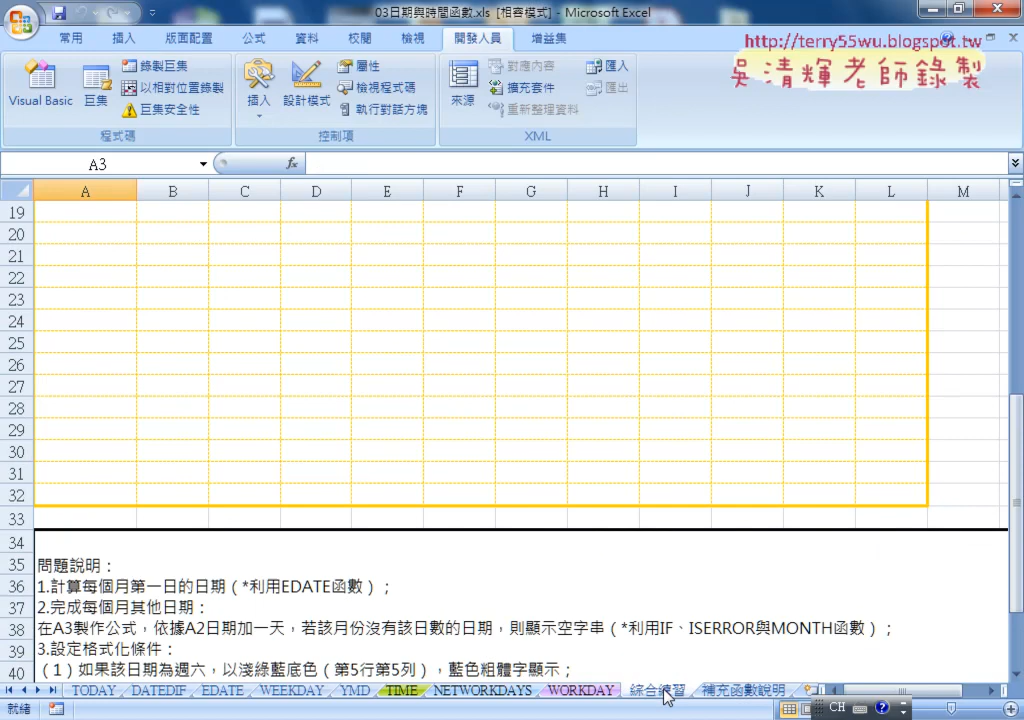 03日期與時間函數.xls [相容模式] - Microsoft Excel
常用 插入 版面配置 公式 資料 校閱 檢視 開發人員 增益集
http://terry55wu.blogspot.tw
吳清輝老師錄製
Visual Basic 巨集 錄製巨集 以相對位置錄製 巨集安全性
插入 設計模式 屬性 檢視程式碼 執行對話方塊
來源 對應內容 擴充套件 重新整理資料 匯入 匯出
程式碼 控制項 XML
A3 fx
A B C D E F G H I J K L M
19
20
21
22
23
24
25
26
27
28
29
30
31
32
33
34
35 問題說明：
36 1.計算每個月第一日的日期（*利用EDATE函數）；
37 2.完成每個月其他日期：
38 在A3製作公式，依據A2日期加一天，若該月份沒有該日數的日期，則顯示空字串（*利用IF、ISERROR與MONTH函數）；
39 3.設定格式化條件：
40 （1）如果該日期為週六，以淺綠藍底色（第5行第5列），藍色粗體字顯示；
TODAY DATEDIF EDATE WEEKDAY YMD TIME NETWORKDAYS WORKDAY 綜合練習 補充函數說明
就緒 CH